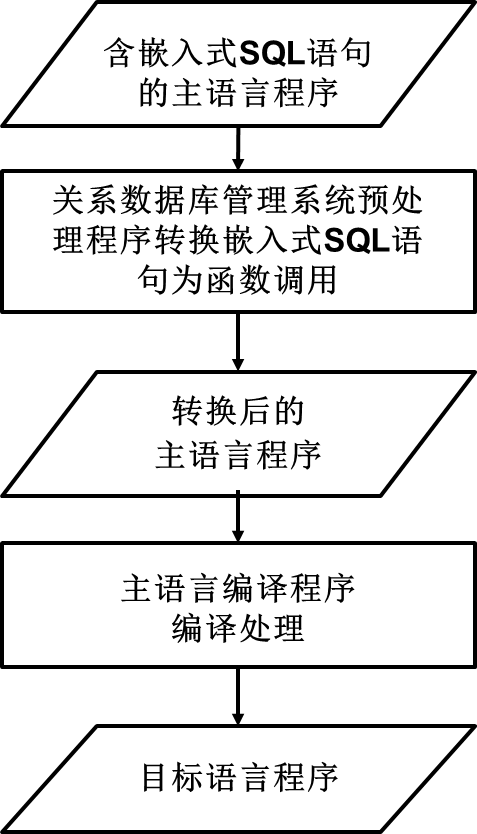 含嵌入式SQL语句
的主语言程序
关系数据库管理系统预处
理程序转换嵌入式SQL语
句为函数调用
转换后的
主语言程序
主语言编译程序
编译处理
目标语言程序